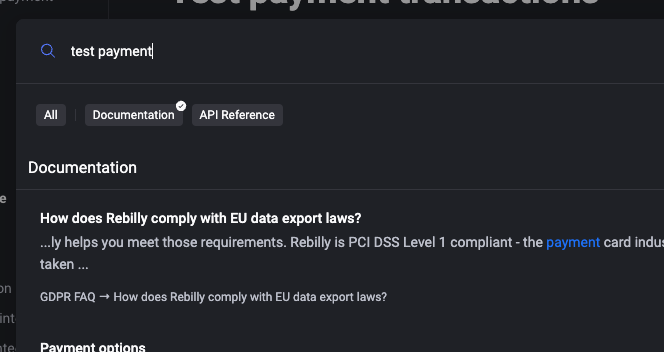 test payment
All
Documentation
API Reference
Documentation
How does Rebilly comply with EU data export laws?
...ly helps you meet those requirements. Rebilly is PCI DSS Level 1 compliant - the payment card indus
taken ...
GDPR FAQ → How does Rebilly comply with EU data export laws?
Payment options